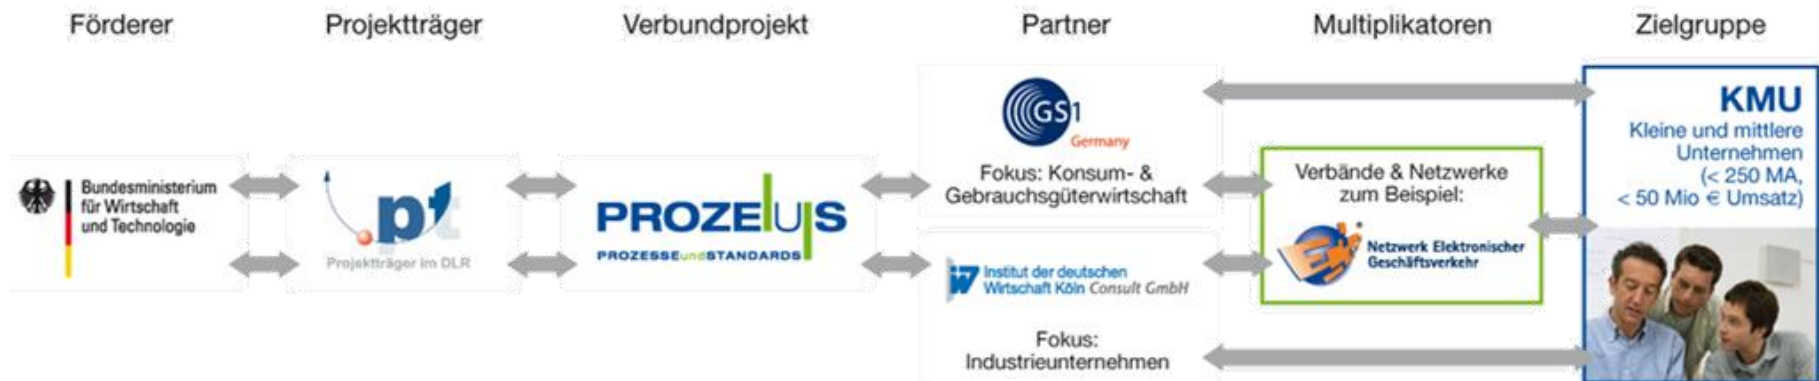 Förderer
Projektträger
Verbundprojekt
Partner
Multiplikatoren
Zielgruppe
Bundesministerium
für Wirtschaft
und Technologie
pt
Projektträger im DLR
PROZEUS
PROZESSEundSTANDARDS
GS1
Germany
Fokus: Konsum- &
Gebrauchsgüterwirtschaft
iw
Institut der deutschen
Wirtschaft Köln Consult GmbH
Fokus:
Industrieunternehmen
Verbände & Netzwerke
zum Beispiel:
Netzwerk Elektronischer
Geschäftsverkehr
KMU
Kleine und mittlere
Unternehmen
(< 250 MA,
< 50 Mio € Umsatz)